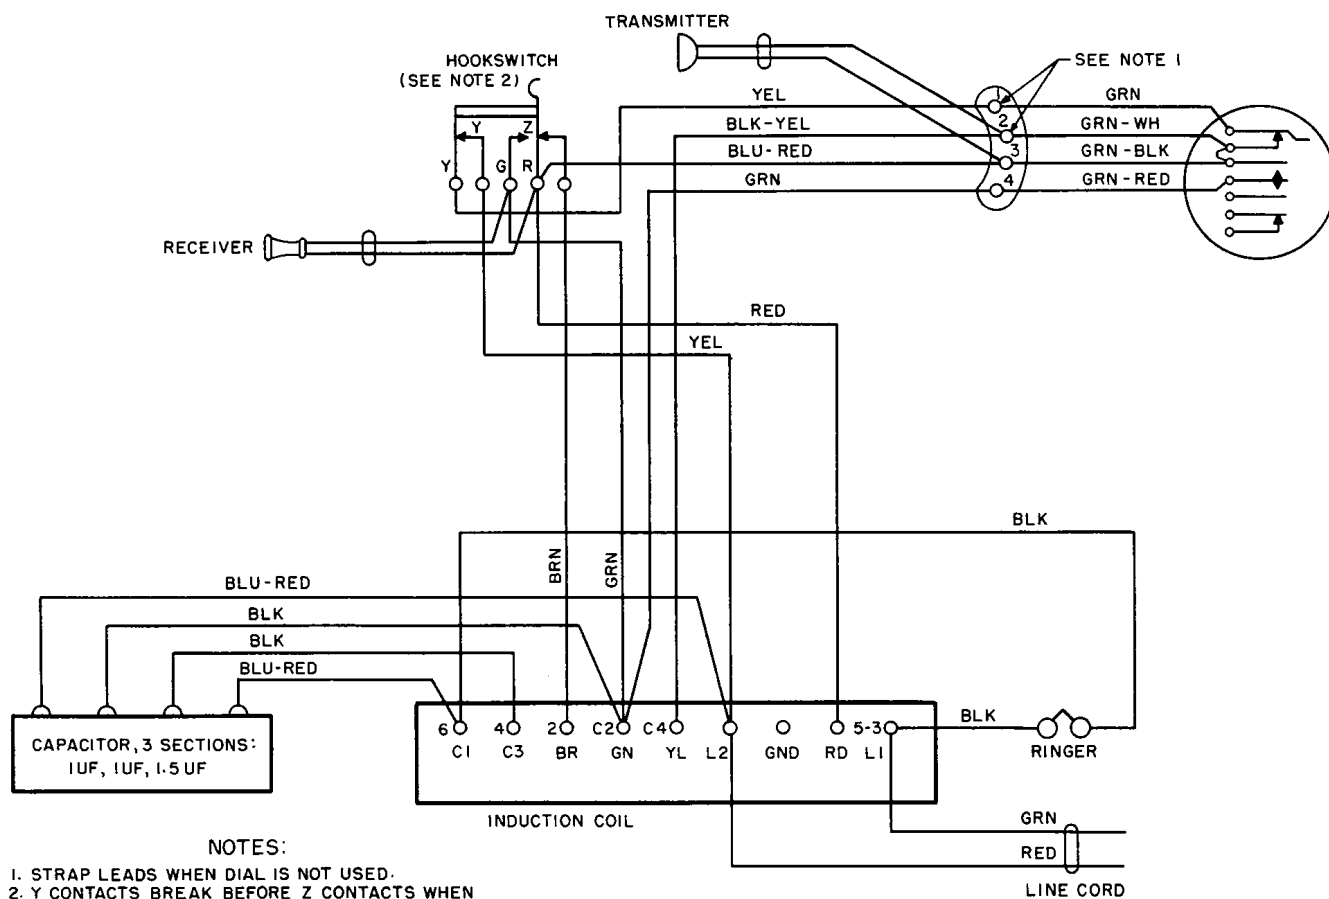 TRANSMITTER
HOOKSWITCH
(SEE NOTE 2)
SEE NOTE 1
YEL
1
GRN
Y
Z
BLK-YEL
2
GRN-WH
Y
G
R
BLU-RED
3
GRN-BLK
GRN
4
GRN-RED
RECEIVER
RED
YEL
BLK
BRN
GRN
BLU-RED
BLK
BLK
BLU-RED
CAPACITOR, 3 SECTIONS:
1UF, 1UF, 1.5UF
6
4
2
C2
C4
5-3
C1
C3
BR
GN
YL
L2
GND
RD
L1
BLK
RINGER
INDUCTION COIL
GRN
RED
LINE CORD
NOTES:
1. STRAP LEADS WHEN DIAL IS NOT USED.
2. Y CONTACTS BREAK BEFORE Z CONTACTS WHEN